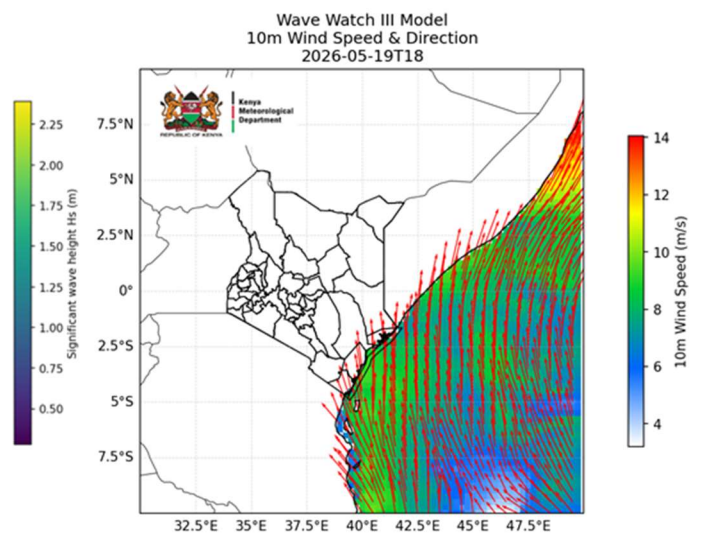 Wave Watch III Model
10m Wind Speed & Direction
2026-05-19T18
Kenya
Meteorological
Department
REPUBLIC OF KENYA
7.5°N
5°N
2.5°N
0°
2.5°S
5°S
7.5°S
32.5°E
35°E
37.5°E
40°E
42.5°E
45°E
47.5°E
2.25
2.00
1.75
1.50
1.25
1.00
0.75
0.50
Significant wave height Hs (m)
14
12
10
8
6
4
10m Wind Speed (m/s)